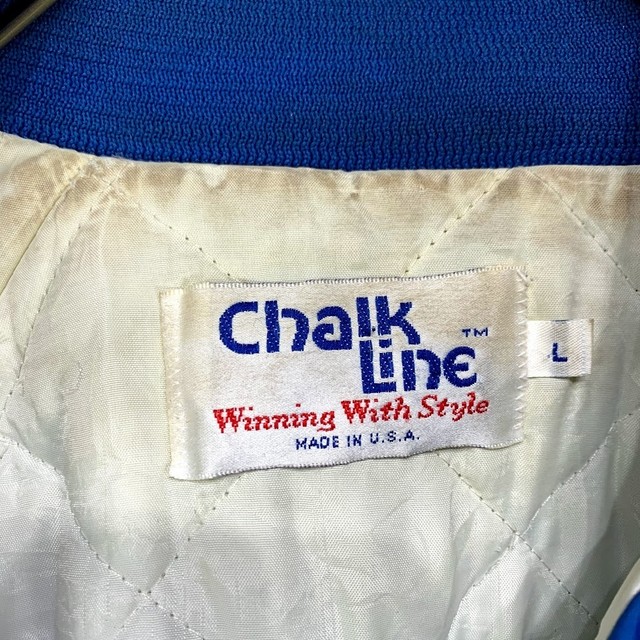 Chalk
Line ™
Winning With Style
MADE IN U.S.A.
L